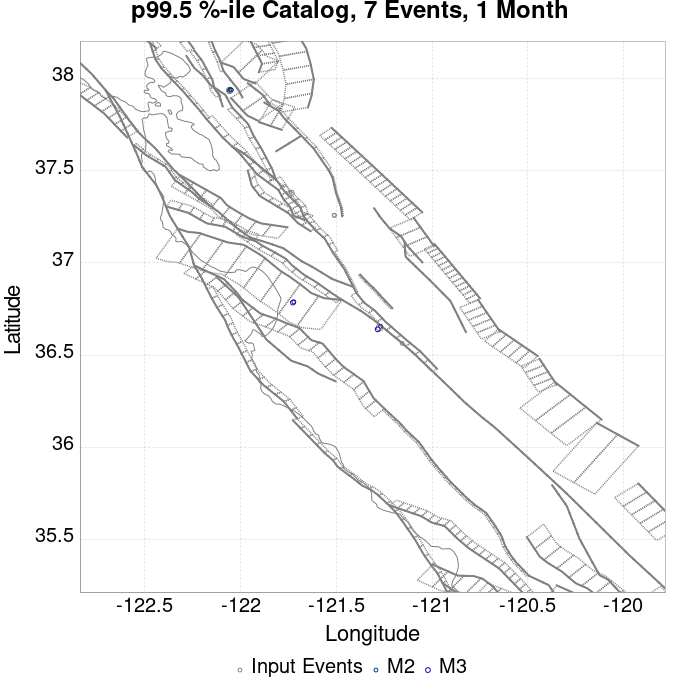 p99.5 %-ile Catalog, 7 Events, 1 Month
38
37.5
37
36.5
36
35.5
Latitude
-122.5 -122 -121.5 -121 -120.5 -120
Longitude
Input Events M2 M3